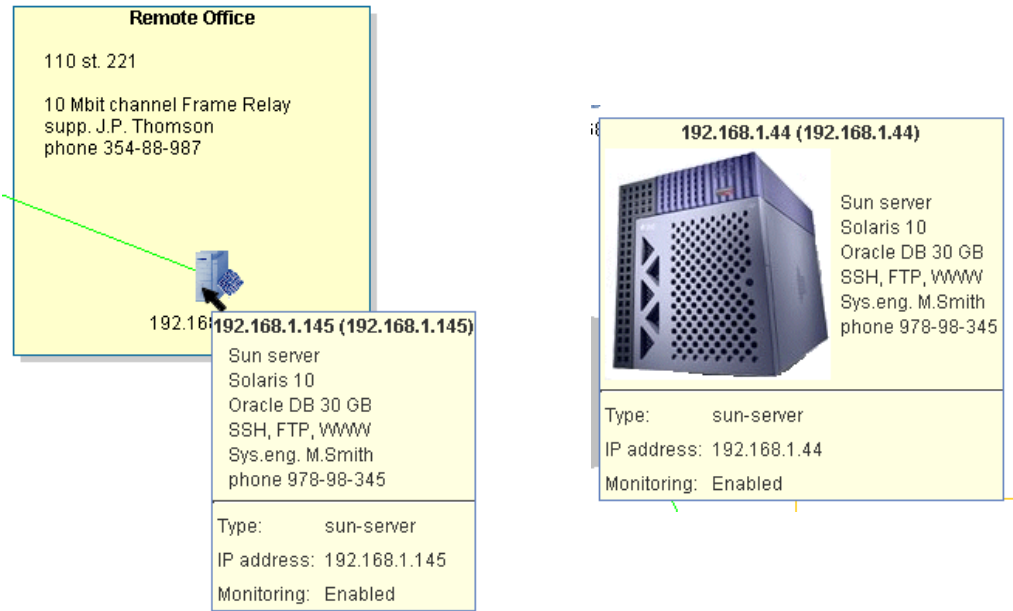 Remote Office
110 st. 221
10 Mbit channel Frame Relay
supp. J.P. Thomson
phone 354-88-987
192.16
192.168.1.145 (192.168.1.145)
Sun server
Solaris 10
Oracle DB 30 GB
SSH, FTP, WWW
Sys.eng. M.Smith
phone 978-98-345
Type: sun-server
IP address: 192.168.1.145
Monitoring: Enabled
192.168.1.44 (192.168.1.44)
Sun server
Solaris 10
Oracle DB 30 GB
SSH, FTP, WWW
Sys.eng. M.Smith
phone 978-98-345
Type: sun-server
IP address: 192.168.1.44
Monitoring: Enabled